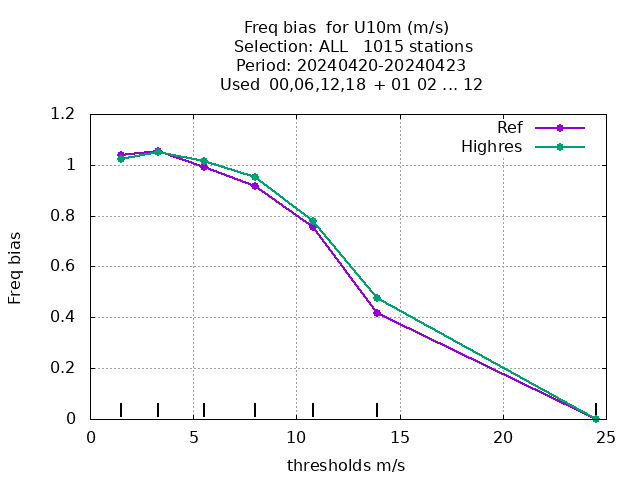 Freq bias  for U10m (m/s)
Selection: ALL   1015 stations
Period: 20240420-20240423
Used  00,06,12,18  + 01 02 ... 12
Ref
Highres
Freq bias
1.2
1
0.8
0.6
0.4
0.2
0
0 5 10 15 20 25
thresholds m/s